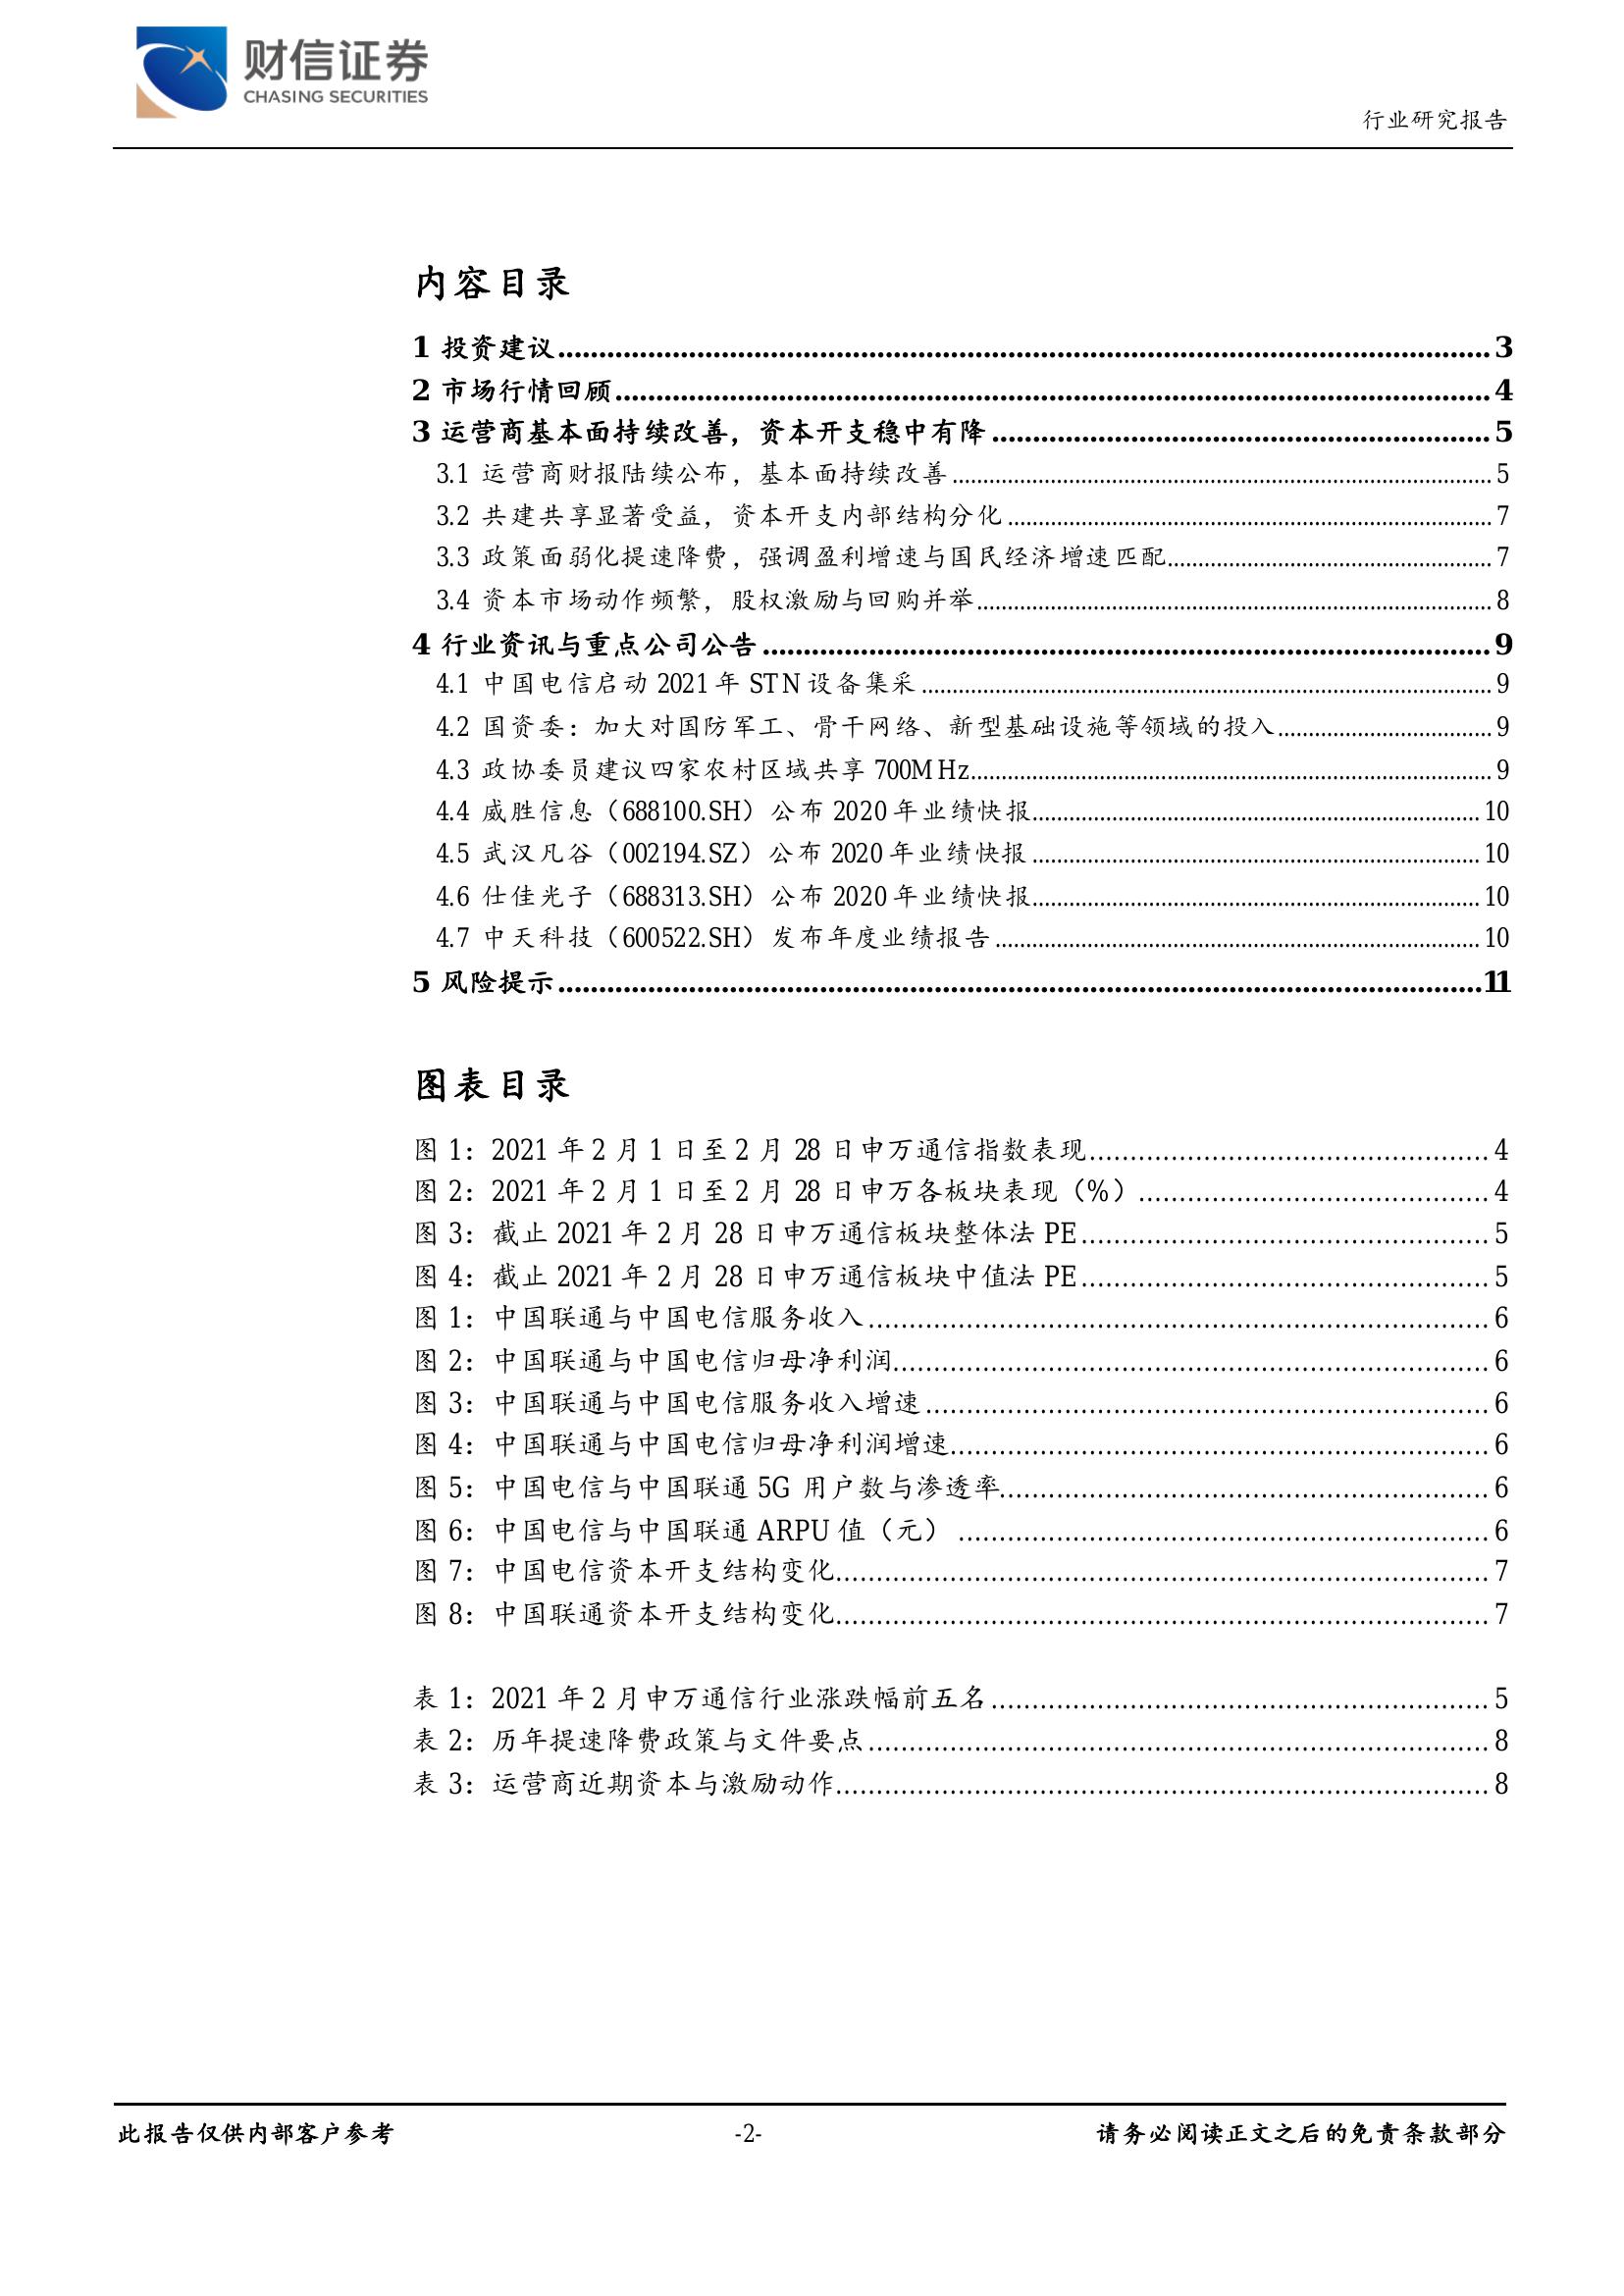 财信证券
CHASING SECURITIES
行业研究报告
内容目录
1 投资建议........................................ 3
2 市场行情回顾........................................ 4
3 运营商基本面持续改善，资本开支稳中有降........................................ 5
3.1 运营商财报陆续公布，基本面持续改善........................................ 5
3.2 共建共享显著受益，资本开支内部结构分化........................................ 7
3.3 政策面弱化提速降费，强调盈利增速与国民经济增速匹配........................................ 7
3.4 资本市场动作频繁，股权激励与回购并举........................................ 8
4 行业资讯与重点公司公告........................................ 9
4.1 中国电信启动 2021 年 STN 设备集采........................................ 9
4.2 国资委：加大对国防军工、骨干网络、新型基础设施等领域的投入........................................ 9
4.3 政协委员建议四家农村区域共享 700MHz........................................ 9
4.4 威胜信息（688100.SH）公布 2020 年业绩快报........................................ 10
4.5 武汉凡谷（002194.SZ）公布 2020 年业绩快报........................................ 10
4.6 仕佳光子（688313.SH）公布 2020 年业绩快报........................................ 10
4.7 中天科技（600522.SH）发布年度业绩报告........................................ 10
5 风险提示........................................ 11
图表目录
图 1：2021 年 2 月 1 日至 2 月 28 日申万通信指数表现........................................ 4
图 2：2021 年 2 月 1 日至 2 月 28 日申万各板块表现（%）........................................ 4
图 3：截止 2021 年 2 月 28 日申万通信板块整体法 PE........................................ 5
图 4：截止 2021 年 2 月 28 日申万通信板块中值法 PE........................................ 5
图 1：中国联通与中国电信服务收入........................................ 6
图 2：中国联通与中国电信归母净利润........................................ 6
图 3：中国联通与中国电信服务收入增速........................................ 6
图 4：中国联通与中国电信归母净利润增速........................................ 6
图 5：中国电信与中国联通 5G 用户数与渗透率........................................ 6
图 6：中国电信与中国联通 ARPU 值（元）........................................ 6
图 7：中国电信资本开支结构变化........................................ 7
图 8：中国联通资本开支结构变化........................................ 7
表 1：2021 年 2 月申万通信行业涨跌幅前五名........................................ 5
表 2：历年提速降费政策与文件要点........................................ 8
表 3：运营商近期资本与激励动作........................................ 8
此报告仅供内部客户参考 -2- 请务必阅读正文之后的免责条款部分